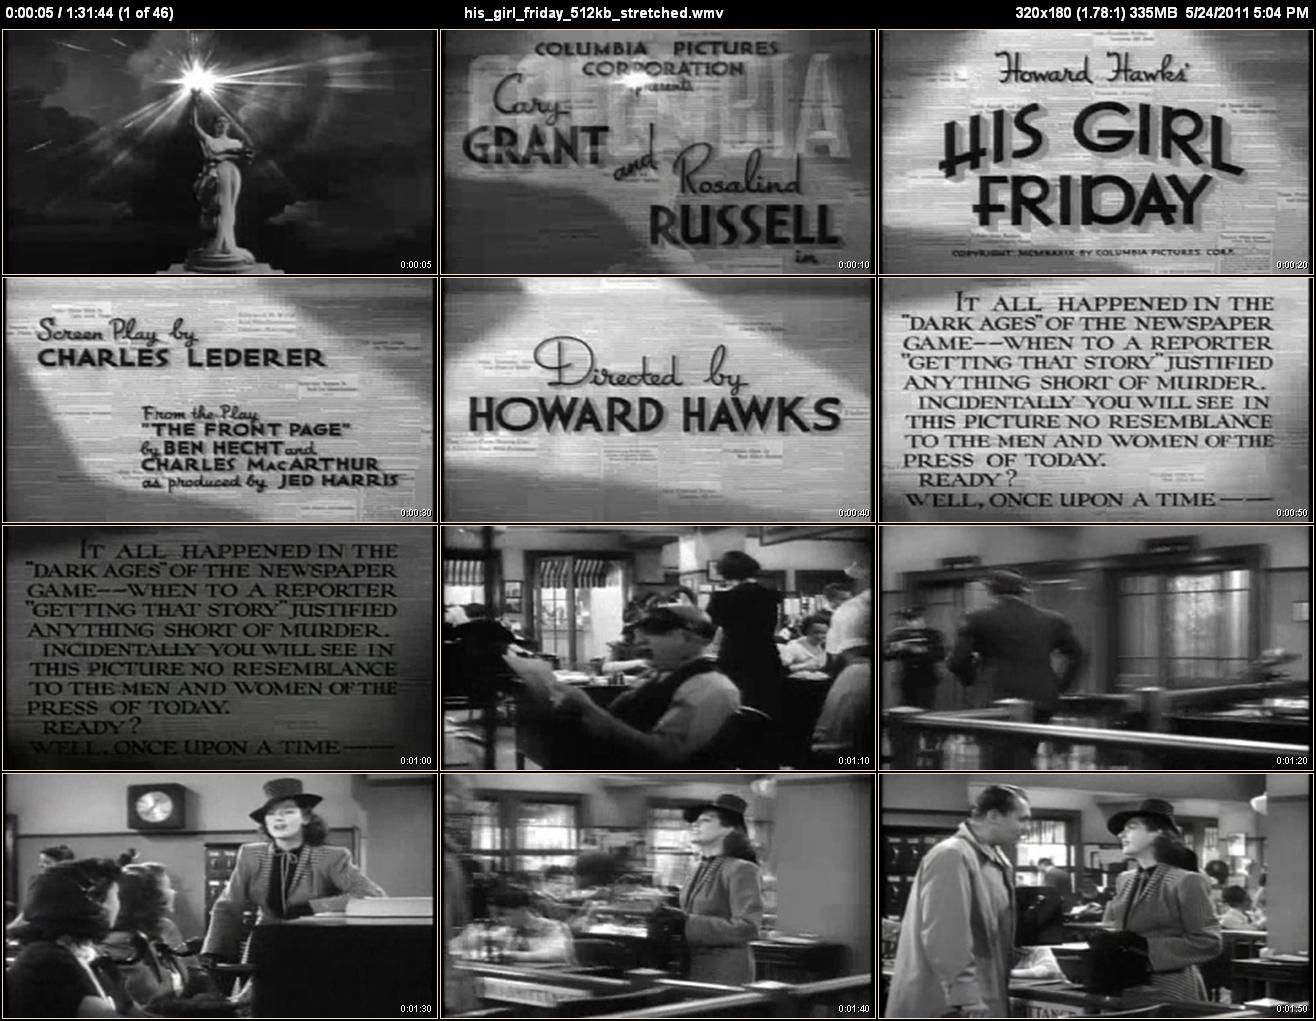 0:00:05 / 1:31:44 (1 of 46)
his_girl_friday_512kb_stretched.wmv
320x180 (1.78:1) 335MB 5/24/2011 5:04 PM
0:00:05
COLUMBIA PICTURES
CORPORATION
presents
Cary
GRANT
and
Rosalind
RUSSELL
in
0:00:10
Howard Hawks'
HIS GIRL
FRIDAY
COPYRIGHT MCMXXXIX BY COLUMBIA PICTURES CORP.
0:00:20
Screen Play by
CHARLES LEDERER
From the Play
"THE FRONT PAGE"
by BEN HECHT and
CHARLES MacARTHUR
as produced by JED HARRIS
0:00:30
Directed by
HOWARD HAWKS
0:00:40
IT ALL HAPPENED IN THE
"DARK AGES" OF THE NEWSPAPER
GAME--WHEN TO A REPORTER
"GETTING THAT STORY" JUSTIFIED
ANYTHING SHORT OF MURDER.
INCIDENTALLY YOU WILL SEE IN
THIS PICTURE NO RESEMBLANCE
TO THE MEN AND WOMEN OF THE
PRESS OF TODAY.
READY?
WELL, ONCE UPON A TIME--
0:00:50
IT ALL HAPPENED IN THE
"DARK AGES" OF THE NEWSPAPER
GAME--WHEN TO A REPORTER
"GETTING THAT STORY" JUSTIFIED
ANYTHING SHORT OF MURDER.
INCIDENTALLY YOU WILL SEE IN
THIS PICTURE NO RESEMBLANCE
TO THE MEN AND WOMEN OF THE
PRESS OF TODAY.
READY?
WELL, ONCE UPON A TIME--
0:01:00
0:01:10
0:01:20
0:01:30
0:01:40
0:01:50